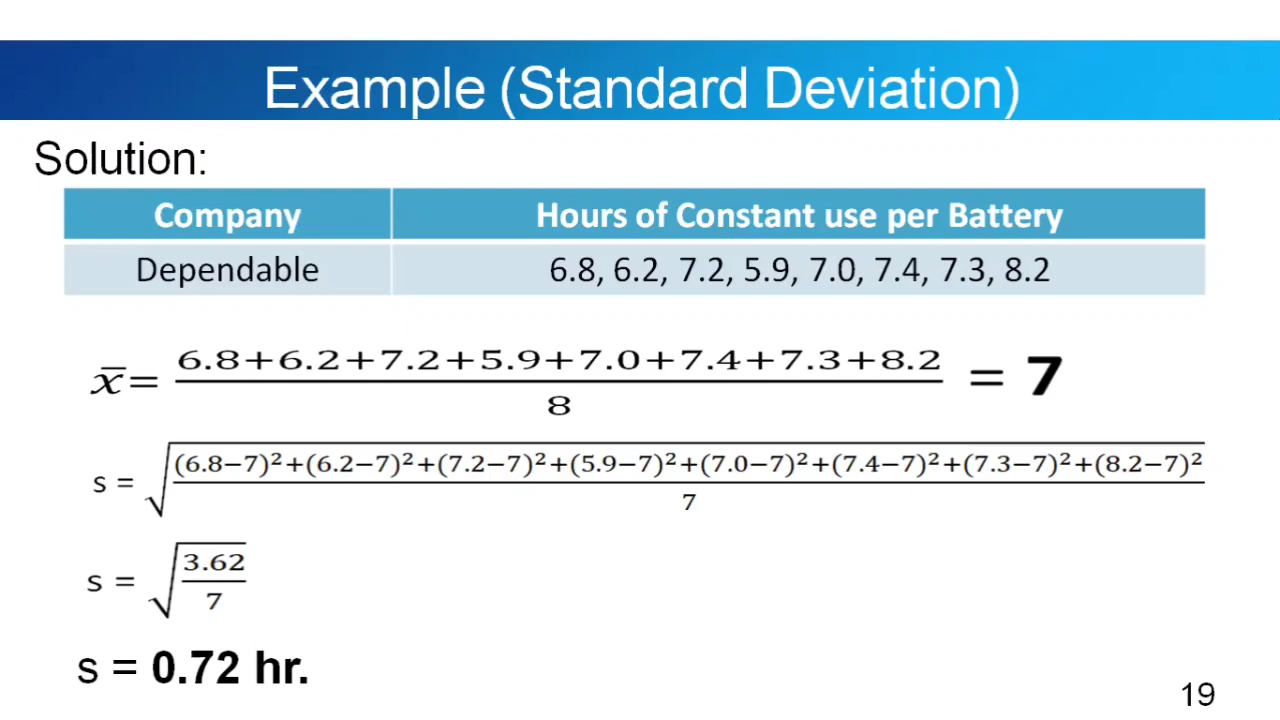 Example (Standard Deviation)
Solution:
Company Hours of Constant use per Battery
Dependable 6.8, 6.2, 7.2, 5.9, 7.0, 7.4, 7.3, 8.2
x̄= 6.8+6.2+7.2+5.9+7.0+7.4+7.3+8.2 / 8 = 7
s = √((6.8−7)²+(6.2−7)²+(7.2−7)²+(5.9−7)²+(7.0−7)²+(7.4−7)²+(7.3−7)²+(8.2−7)² / 7)
s = √(3.62 / 7)
s = 0.72 hr.
19